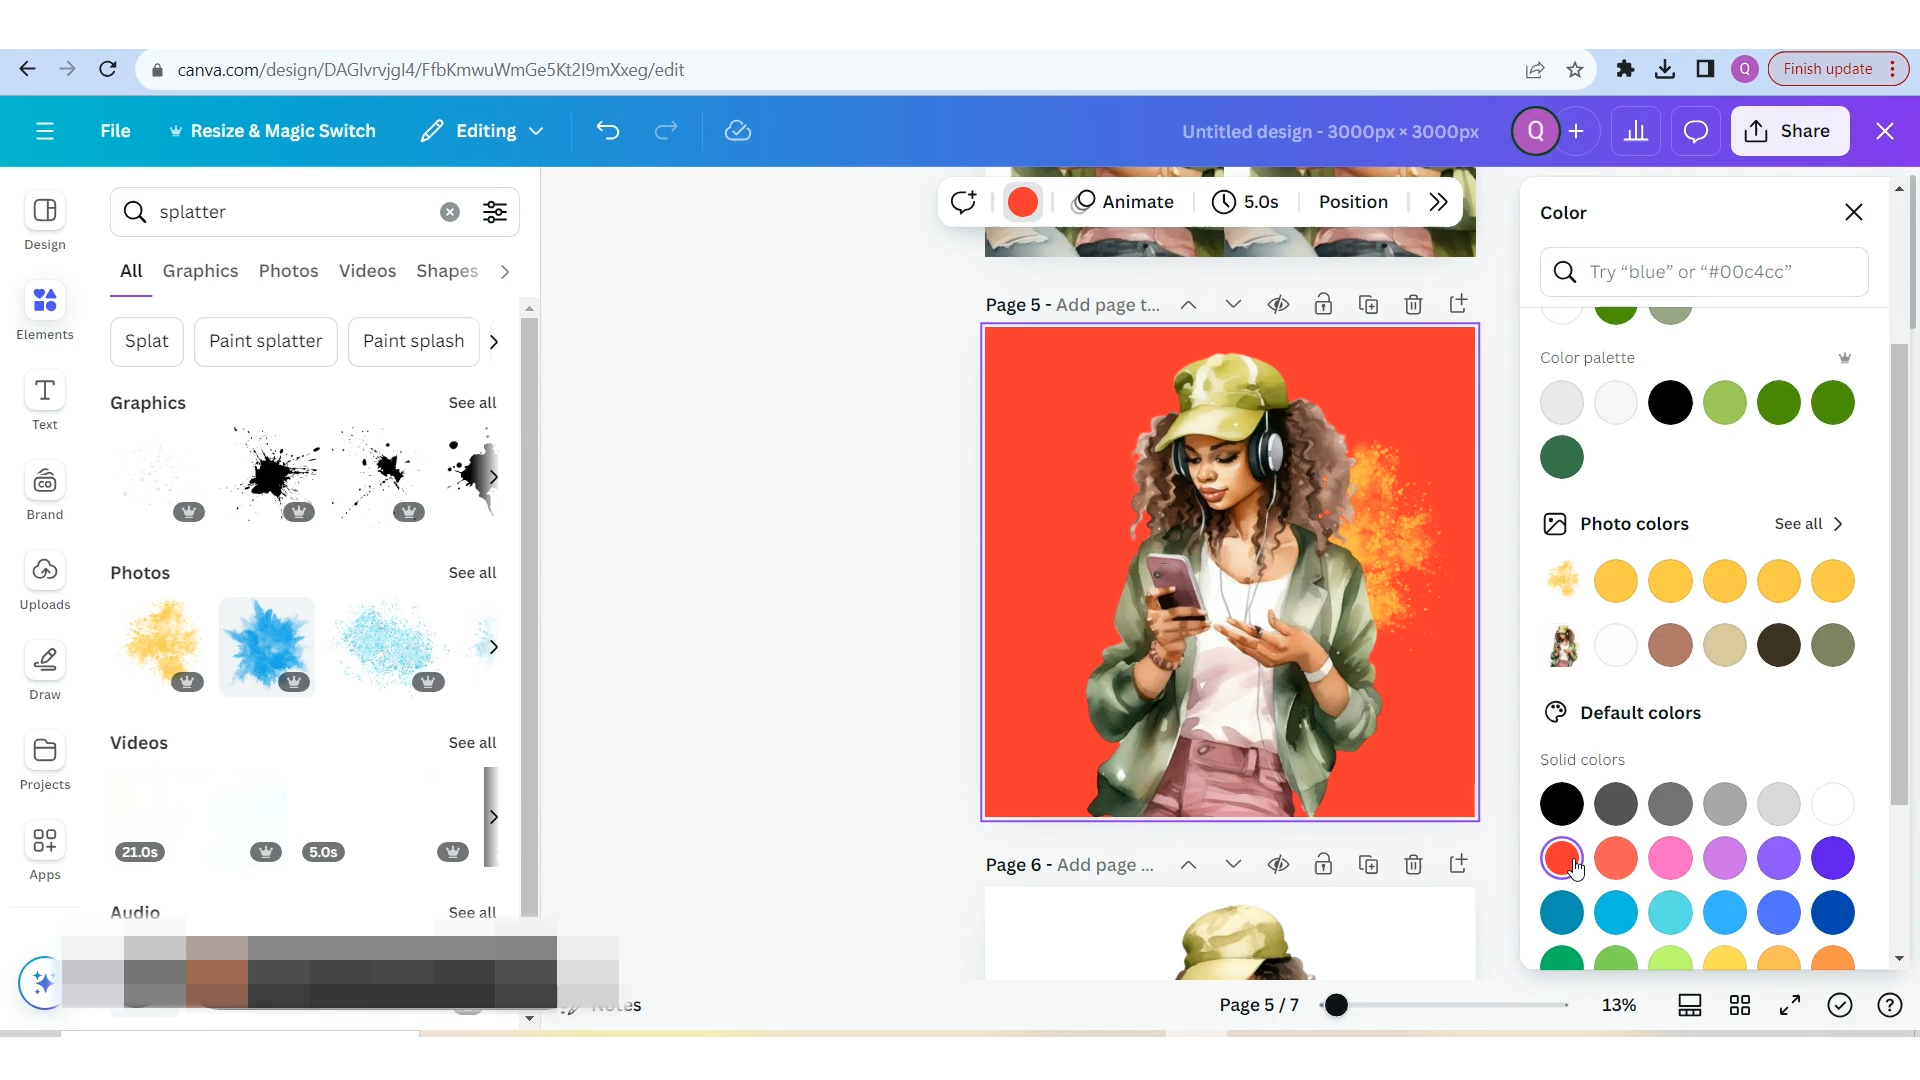 canva.com/design/DAGIvrvjgI4/FfbKmwuWmGe5Kt2I9mXxeg/edit
Q
Finish update
File
Resize & Magic Switch
Editing
Untitled design - 3000px × 3000px
Q
+
Share
Design
Elements
Text
Brand
Uploads
Draw
Projects
Apps
splatter
All
Graphics
Photos
Videos
Shapes
Splat
Paint splatter
Paint splash
Graphics
See all
Photos
See all
Videos
See all
21.0s
5.0s
Audio
See all
Animate
5.0s
Position
Page 5 - Add page t...
Page 6 - Add page ...
Notes
Page 5 / 7
13%
Color
Try “blue” or “#00c4cc”
Color palette
Photo colors
See all
Default colors
Solid colors